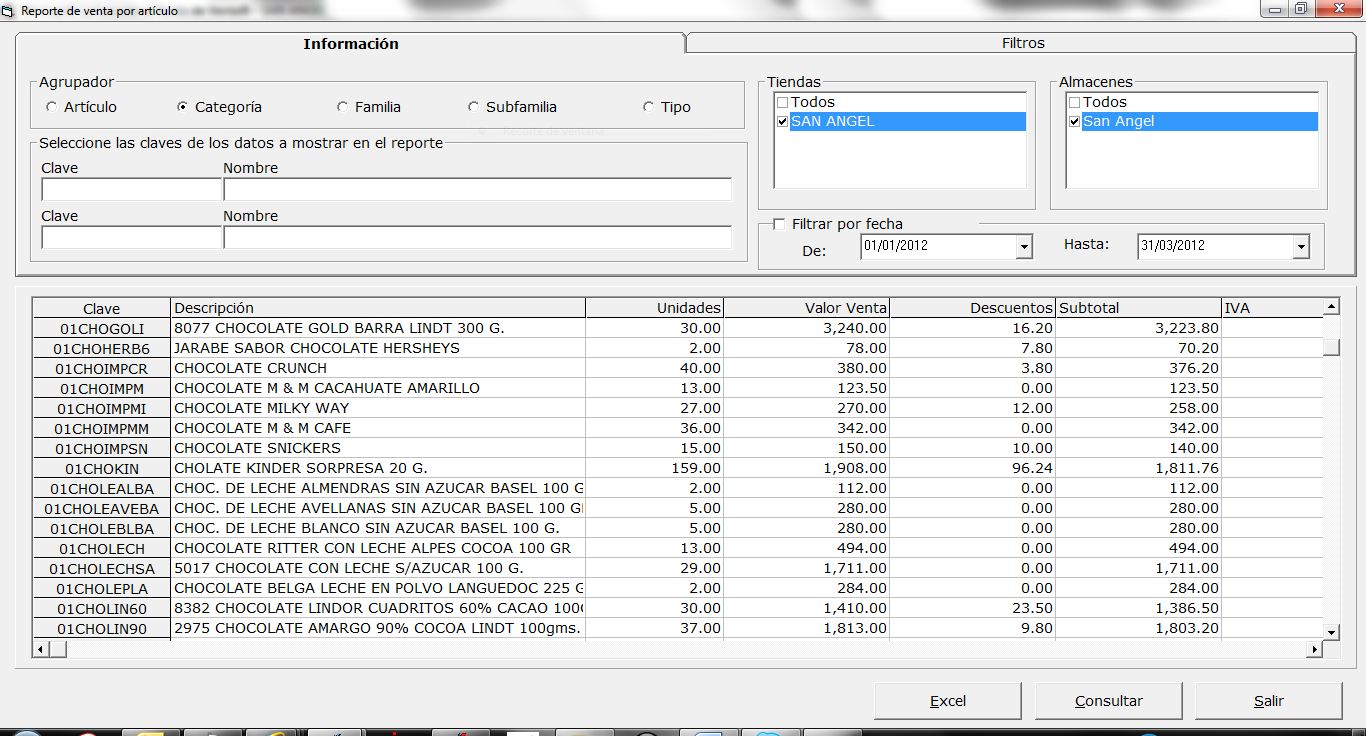 Reporte de venta por artículo
Información
Filtros
Agrupador
Artículo Categoría Familia Subfamilia Tipo
Seleccione las claves de los datos a mostrar en el reporte
Clave Nombre
Clave Nombre
Tiendas
Todos
SAN ANGEL
Almacenes
Todos
San Angel
Filtrar por fecha
De: 01/01/2012 Hasta: 31/03/2012
Clave Descripción Unidades Valor Venta Descuentos Subtotal IVA
01CHOGOLI 8077 CHOCOLATE GOLD BARRA LINDT 300 G. 30.00 3,240.00 16.20 3,223.80
01CHOHERB6 JARABE SABOR CHOCOLATE HERSHEYS 2.00 78.00 7.80 70.20
01CHOIMPCR CHOCOLATE CRUNCH 40.00 380.00 3.80 376.20
01CHOIMPM CHOCOLATE M & M CACAHUATE AMARILLO 13.00 123.50 0.00 123.50
01CHOIMPMI CHOCOLATE MILKY WAY 27.00 270.00 12.00 258.00
01CHOIMPMM CHOCOLATE M & M CAFE 36.00 342.00 0.00 342.00
01CHOIMPSN CHOCOLATE SNICKERS 15.00 150.00 10.00 140.00
01CHOKIN CHOLATE KINDER SORPRESA 20 G. 159.00 1,908.00 96.24 1,811.76
01CHOLEALBA CHOC. DE LECHE ALMENDRAS SIN AZUCAR BASEL 100 G 2.00 112.00 0.00 112.00
01CHOLEAVEBA CHOC. DE LECHE AVELLANAS SIN AZUCAR BASEL 100 G 5.00 280.00 0.00 280.00
01CHOLEBLBA CHOC. DE LECHE BLANCO SIN AZUCAR BASEL 100 G. 5.00 280.00 0.00 280.00
01CHOLECH CHOCOLATE RITTER CON LECHE ALPES COCOA 100 GR 13.00 494.00 0.00 494.00
01CHOLECHSA 5017 CHOCOLATE CON LECHE S/AZUCAR 100 G. 29.00 1,711.00 0.00 1,711.00
01CHOLEPLA CHOCOLATE BELGA LECHE EN POLVO LANGUEDOC 225 G 2.00 284.00 0.00 284.00
01CHOLIN60 8382 CHOCOLATE LINDOR CUADRITOS 60% CACAO 100 30.00 1,410.00 23.50 1,386.50
01CHOLIN90 2975 CHOCOLATE AMARGO 90% COCOA LINDT 100gms. 37.00 1,813.00 9.80 1,803.20
Excel Consultar Salir